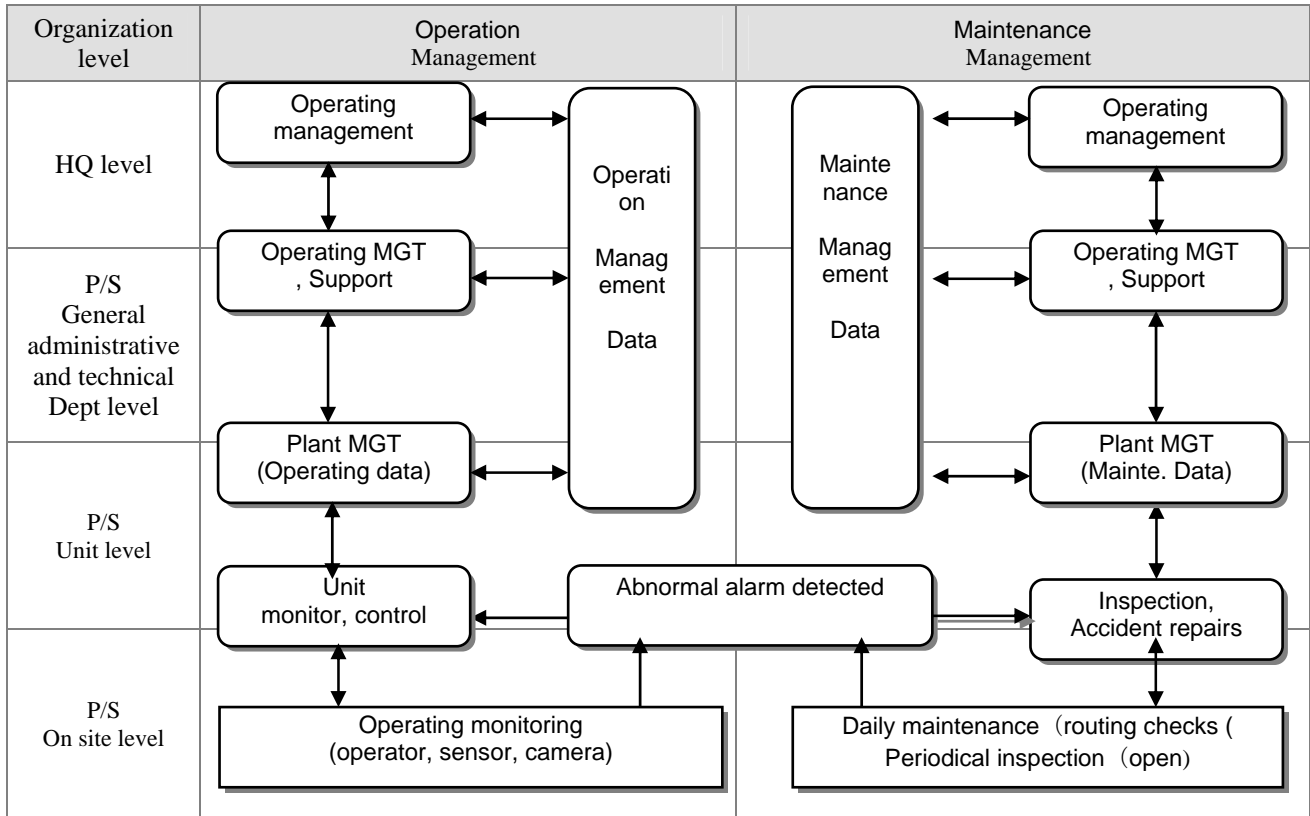 Organization
level
Operation
Management
Maintenance
Management
HQ level
Operating
management
Operati
on
Manag
ement
Data
Mainte
nance
Manag
ement
Data
Operating
management
P/S
General
administrative
and technical
Dept level
Operating MGT
, Support
Operating MGT
, Support
P/S
Unit level
Plant MGT
(Operating data)
Plant MGT
(Mainte. Data)
Unit
monitor, control
Abnormal alarm detected
Inspection,
Accident repairs
P/S
On site level
Operating monitoring
(operator, sensor, camera)
Daily maintenance（routing checks (
Periodical inspection（open)